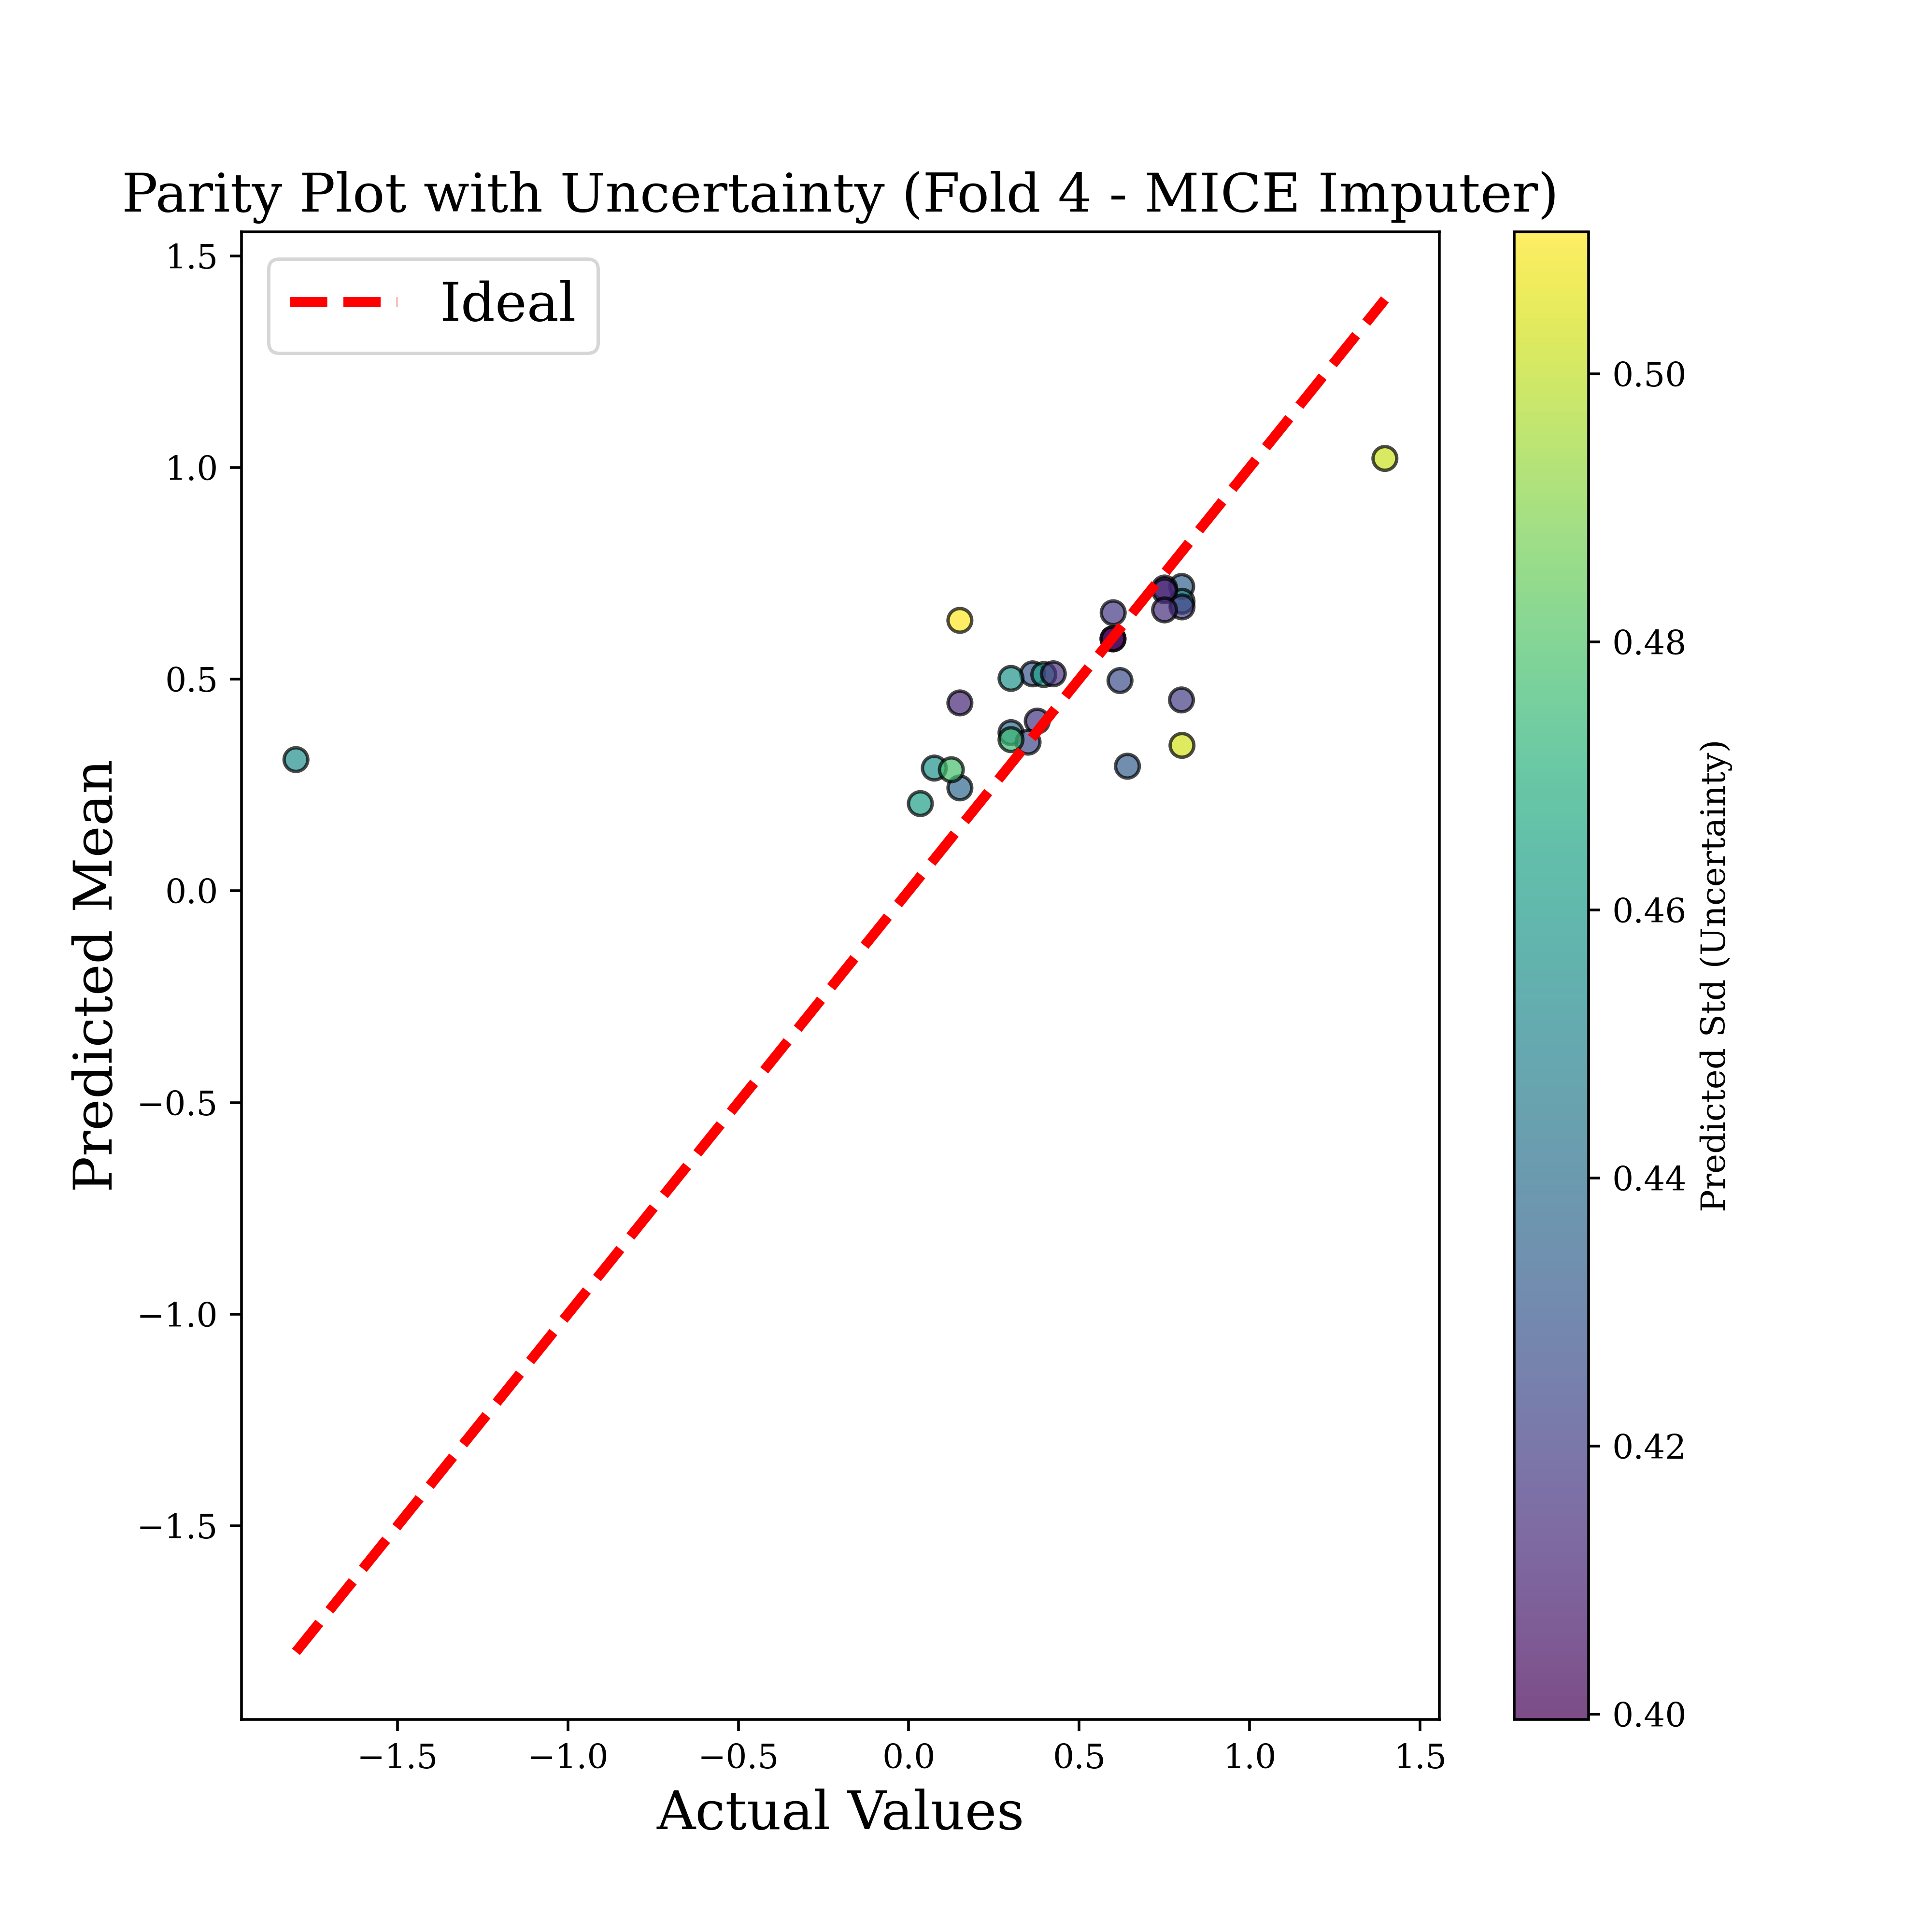 Parity Plot with Uncertainty (Fold 4 - MICE Imputer)
Ideal
1.5
1.0
0.5
0.0
−0.5
−1.0
−1.5
Predicted Mean
−1.5 −1.0 −0.5 0.0 0.5 1.0 1.5
Actual Values
0.50
0.48
0.46
0.44
0.42
0.40
Predicted Std (Uncertainty)